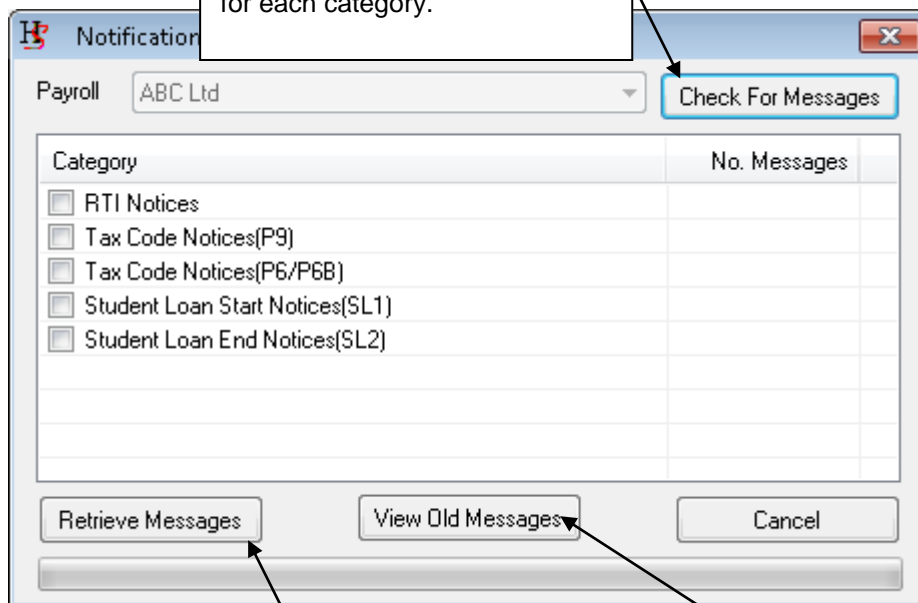 for each category.
Notification
Payroll ABC Ltd Check For Messages
Category No. Messages
RTI Notices
Tax Code Notices(P9)
Tax Code Notices(P6/P6B)
Student Loan Start Notices(SL1)
Student Loan End Notices(SL2)
Retrieve Messages View Old Messages Cancel